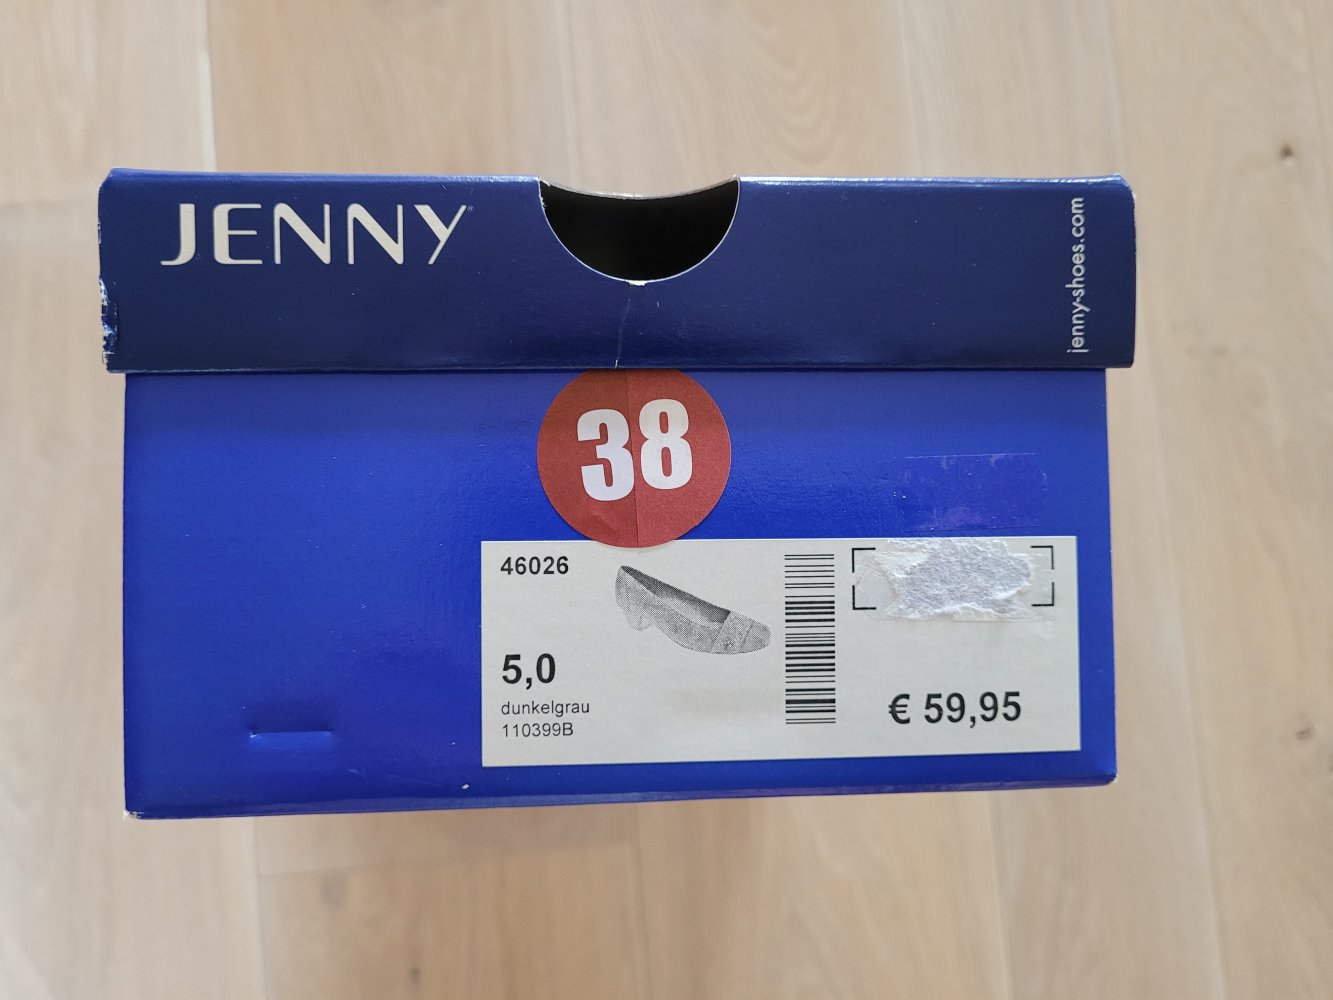 JENNY®
jenny-shoes.com
38
46026
5,0
dunkelgrau
110399B
€ 59,95